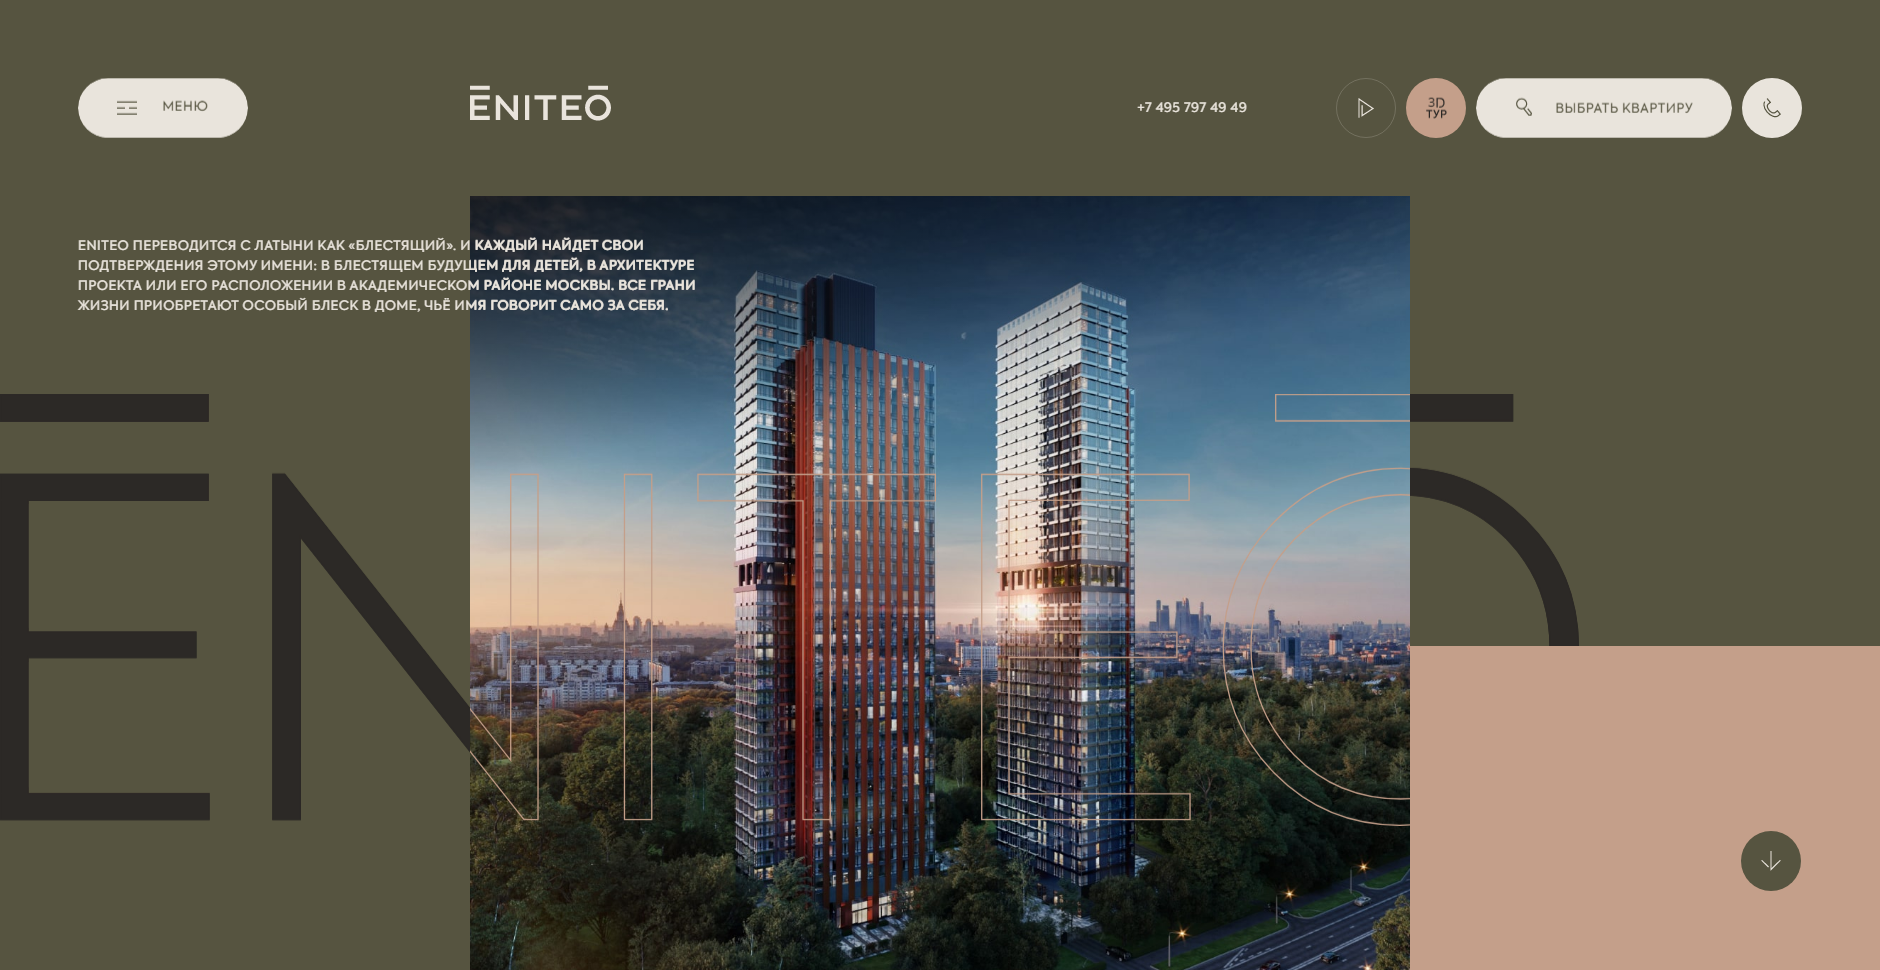 МЕНЮ
ĒNITEŌ
+7 495 797 49 49
3D
ТУР
ВЫБРАТЬ КВАРТИРУ
ENITEO ПЕРЕВОДИТСЯ С ЛАТЫНИ КАК «БЛЕСТЯЩИЙ». И КАЖДЫЙ НАЙДЕТ СВОИ
ПОДТВЕРЖДЕНИЯ ЭТОМУ ИМЕНИ: В БЛЕСТЯЩЕМ БУДУЩЕМ ДЛЯ ДЕТЕЙ, В АРХИТЕКТУРЕ
ПРОЕКТА ИЛИ ЕГО РАСПОЛОЖЕНИИ В АКАДЕМИЧЕСКОМ РАЙОНЕ МОСКВЫ. ВСЕ ГРАНИ
ЖИЗНИ ПРИОБРЕТАЮТ ОСОБЫЙ БЛЕСК В ДОМЕ, ЧЬЁ ИМЯ ГОВОРИТ САМО ЗА СЕБЯ.
ĒNITEŌ